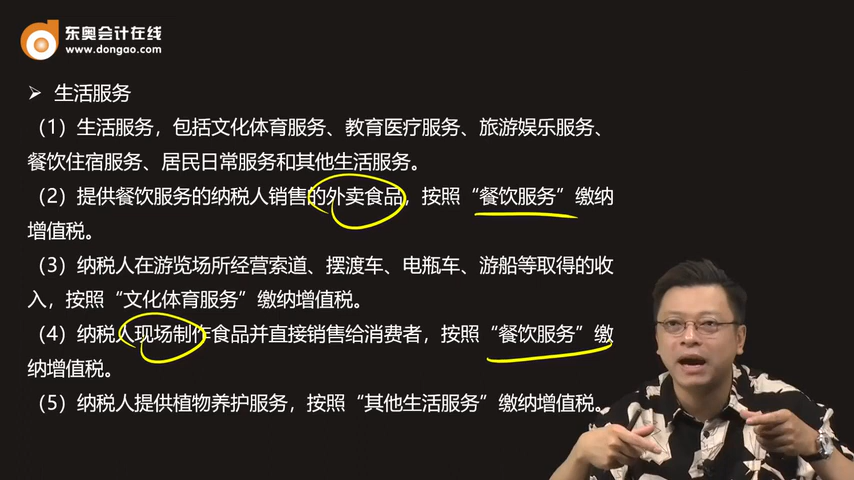 东奥会计在线
www.dongao.com
➢ 生活服务
（1）生活服务，包括文化体育服务、教育医疗服务、旅游娱乐服务、
餐饮住宿服务、居民日常服务和其他生活服务。
（2）提供餐饮服务的纳税人销售的外卖食品，按照“餐饮服务”缴纳
增值税。
（3）纳税人在游览场所经营索道、摆渡车、电瓶车、游船等取得的收
入，按照“文化体育服务”缴纳增值税。
（4）纳税人现场制作食品并直接销售给消费者，按照“餐饮服务”缴
纳增值税。
（5）纳税人提供植物养护服务，按照“其他生活服务”缴纳增值税。